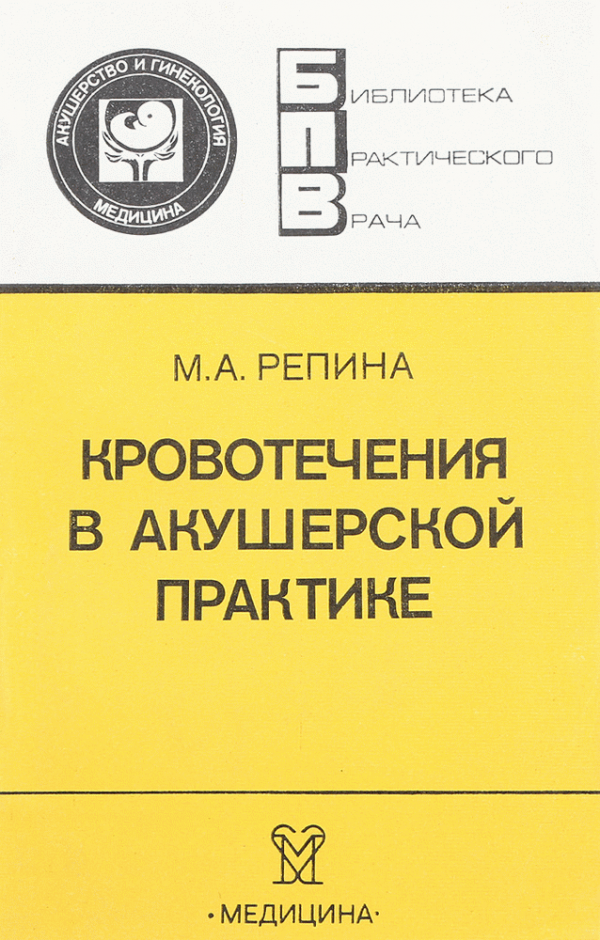 АКУШЕРСТВО И ГИНЕКОЛОГИЯ
МЕДИЦИНА
БИБЛИОТЕКА
ПРАКТИЧЕСКОГО
ВРАЧА
М.А. РЕПИНА
КРОВОТЕЧЕНИЯ
В АКУШЕРСКОЙ
ПРАКТИКЕ
М
·МЕДИЦИНА·